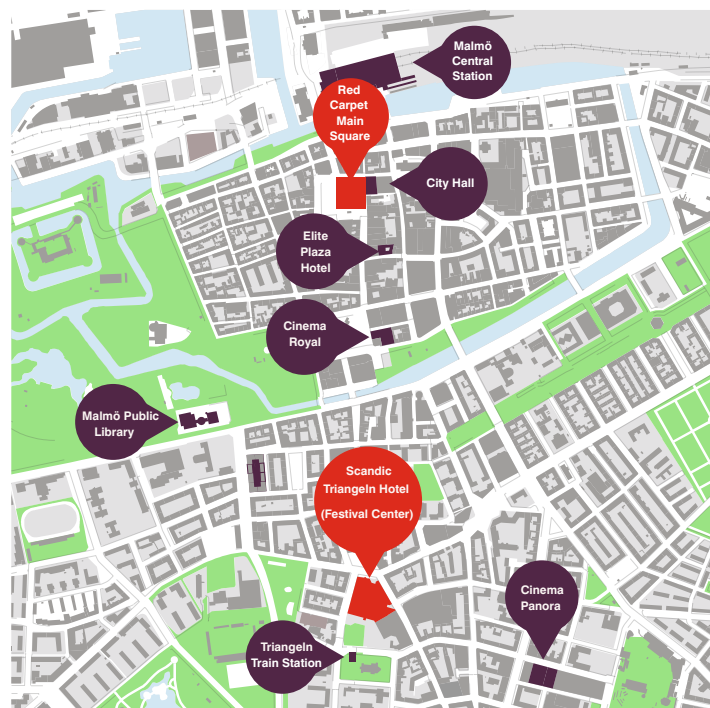 Malmö
Central
Station
Red
Carpet
Main
Square
City Hall
Elite
Plaza
Hotel
Cinema
Royal
Malmö Public
Library
Scandic
Triangeln Hotel
(Festival Center)
Cinema
Panora
Triangeln
Train Station